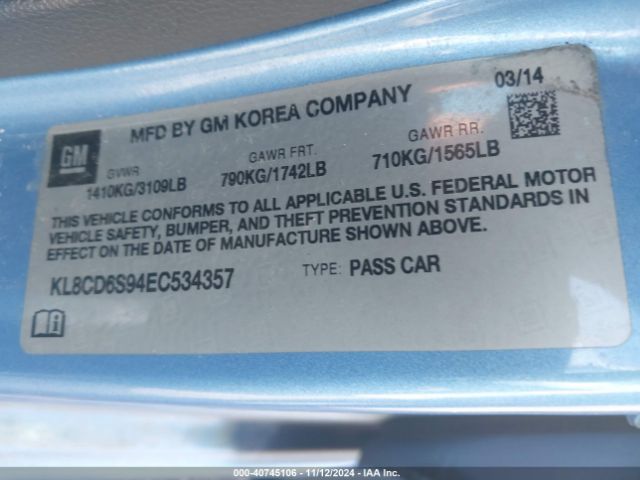 03/14
MFD BY GM KOREA COMPANY
GM
GVWR
1410KG/3109LB
GAWR FRT.
790KG/1742LB
GAWR RR.
710KG/1565LB
THIS VEHICLE CONFORMS TO ALL APPLICABLE U.S. FEDERAL MOTOR
VEHICLE SAFETY, BUMPER, AND THEFT PREVENTION STANDARDS IN
EFFECT ON THE DATE OF MANUFACTURE SHOWN ABOVE.
KL8CD6S94EC534357
TYPE: PASS CAR
000-40745106 - 11/12/2024 - IAA Inc.